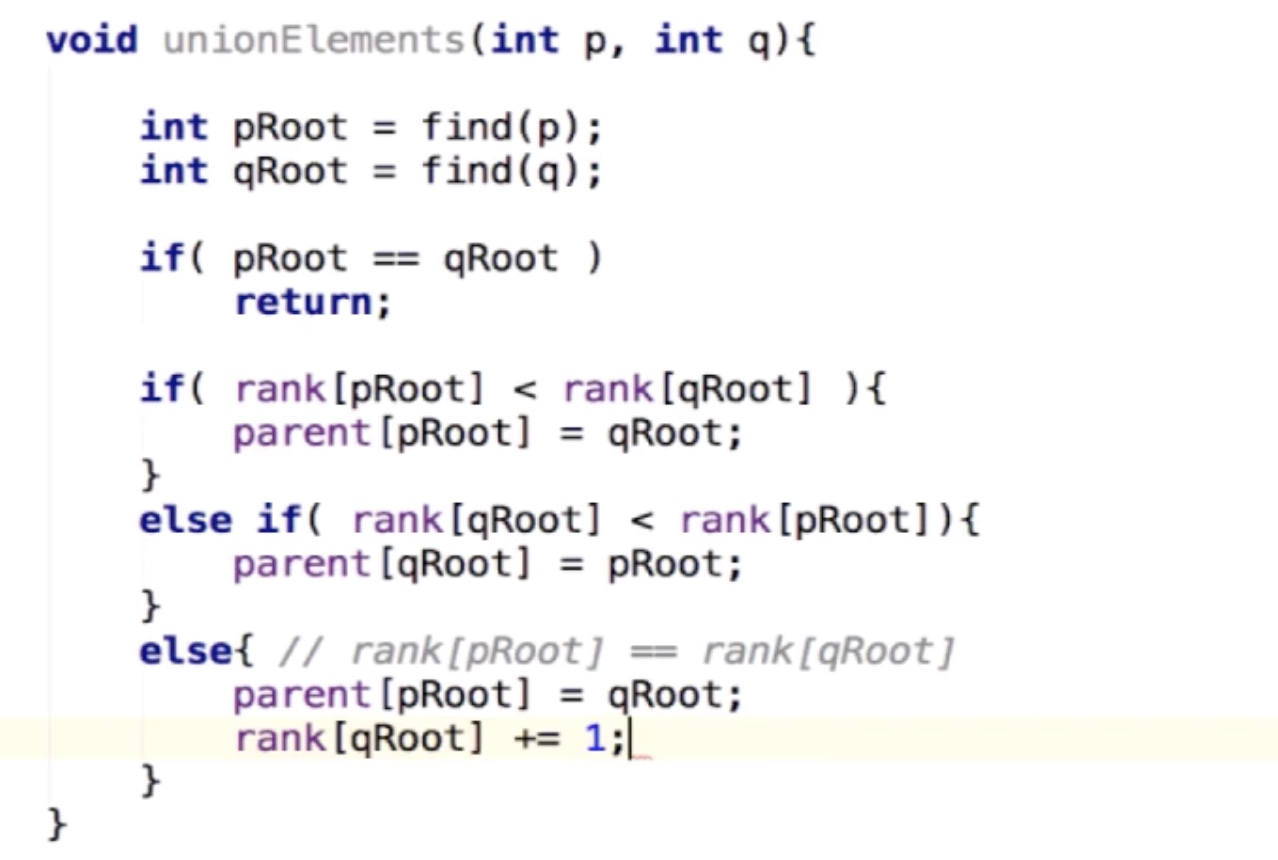 void unionElements(int p, int q){
int pRoot = find(p);
int qRoot = find(q);
if( pRoot == qRoot )
return;
if( rank[pRoot] < rank[qRoot] ){
parent[pRoot] = qRoot;
}
else if( rank[qRoot] < rank[pRoot]){
parent[qRoot] = pRoot;
}
else{ // rank[pRoot] == rank[qRoot]
parent[pRoot] = qRoot;
rank[qRoot] += 1;
}
}